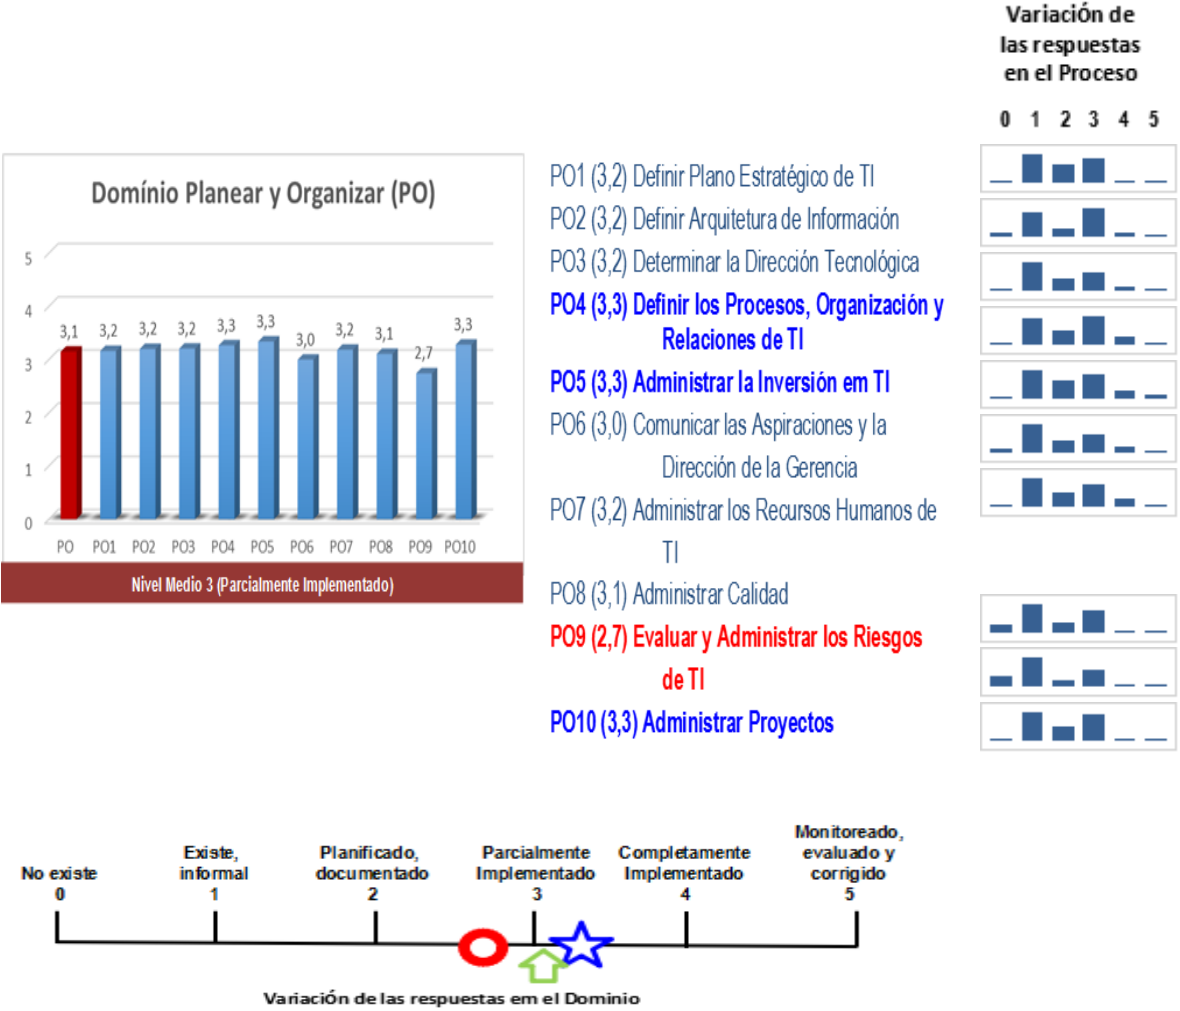 Variación de
las respuestas
en el Proceso
0 1 2 3 4 5
Domínio Planear y Organizar (PO)
5
4
3
2
1
0
3,1 3,2 3,2 3,2 3,3 3,3 3,0 3,2 3,1 2,7 3,3
PO PO1 PO2 PO3 PO4 PO5 PO6 PO7 PO8 PO9 PO10
Nivel Medio 3 (Parcialmente Implementado)
PO1 (3,2) Definir Plano Estratégico de TI
PO2 (3,2) Definir Arquitetura de Información
PO3 (3,2) Determinar la Dirección Tecnológica
PO4 (3,3) Definir los Procesos, Organización y
Relaciones de TI
PO5 (3,3) Administrar la Inversión em TI
PO6 (3,0) Comunicar las Aspiraciones y la
Dirección de la Gerencia
PO7 (3,2) Administrar los Recursos Humanos de
TI
PO8 (3,1) Administrar Calidad
PO9 (2,7) Evaluar y Administrar los Riesgos
de TI
PO10 (3,3) Administrar Proyectos
No existe
0
Existe,
informal
1
Planificado,
documentado
2
Parcialmente
Implementado
3
Completamente
Implementado
4
Monitoreado,
evaluado y
corrigido
5
Variación de las respuestas em el Dominio